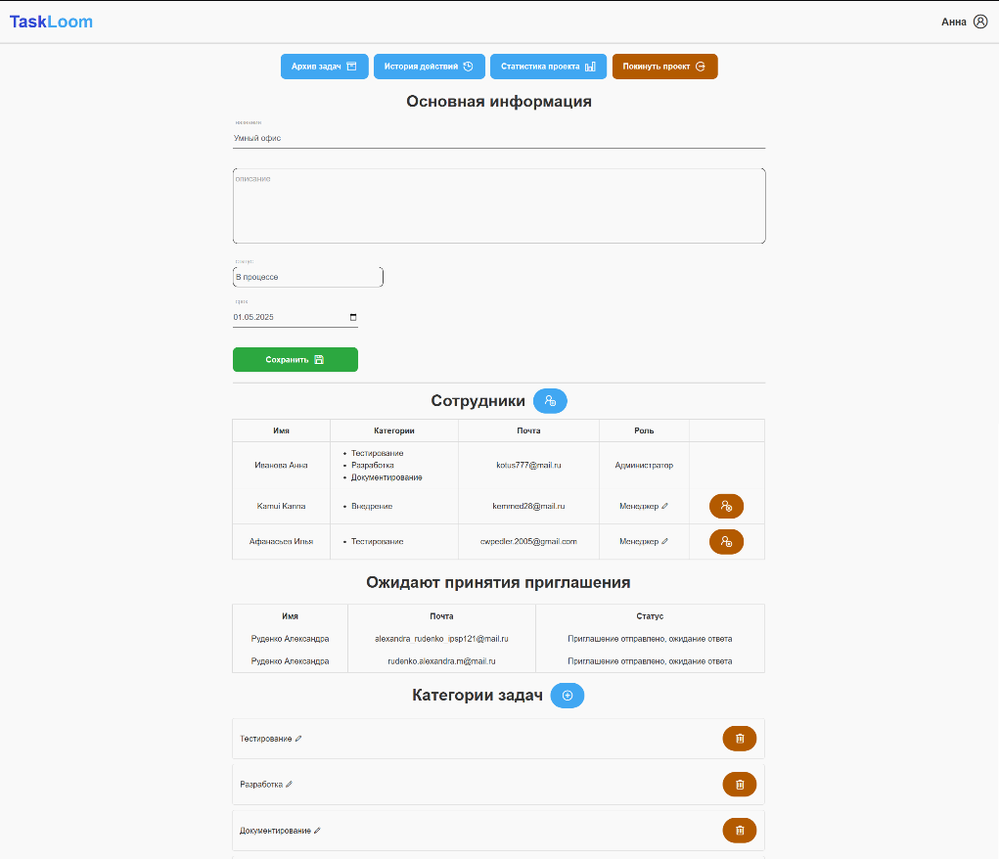 TaskLoom
Анна
Архив задач
История действий
Статистика проекта
Покинуть проект
Основная информация
название
Умный офис
описание
статус
В процессе
срок
01.05.2025
Сохранить
Сотрудники
Имя Категории Почта Роль
Иванова Анна • Тестирование • Разработка • Документирование kotus777@mail.ru Администратор
Kamui Kanna • Внедрение kemmed28@mail.ru Менеджер
Афанасьев Илья • Тестирование cwpedler.2005@gmail.com Менеджер
Ожидают принятия приглашения
Имя Почта Статус
Руденко Александра alexandra_rudenko_ipsp121@mail.ru Приглашение отправлено, ожидание ответа
Руденко Александра rudenko.alexandra.m@mail.ru Приглашение отправлено, ожидание ответа
Категории задач
Тестирование
Разработка
Документирование